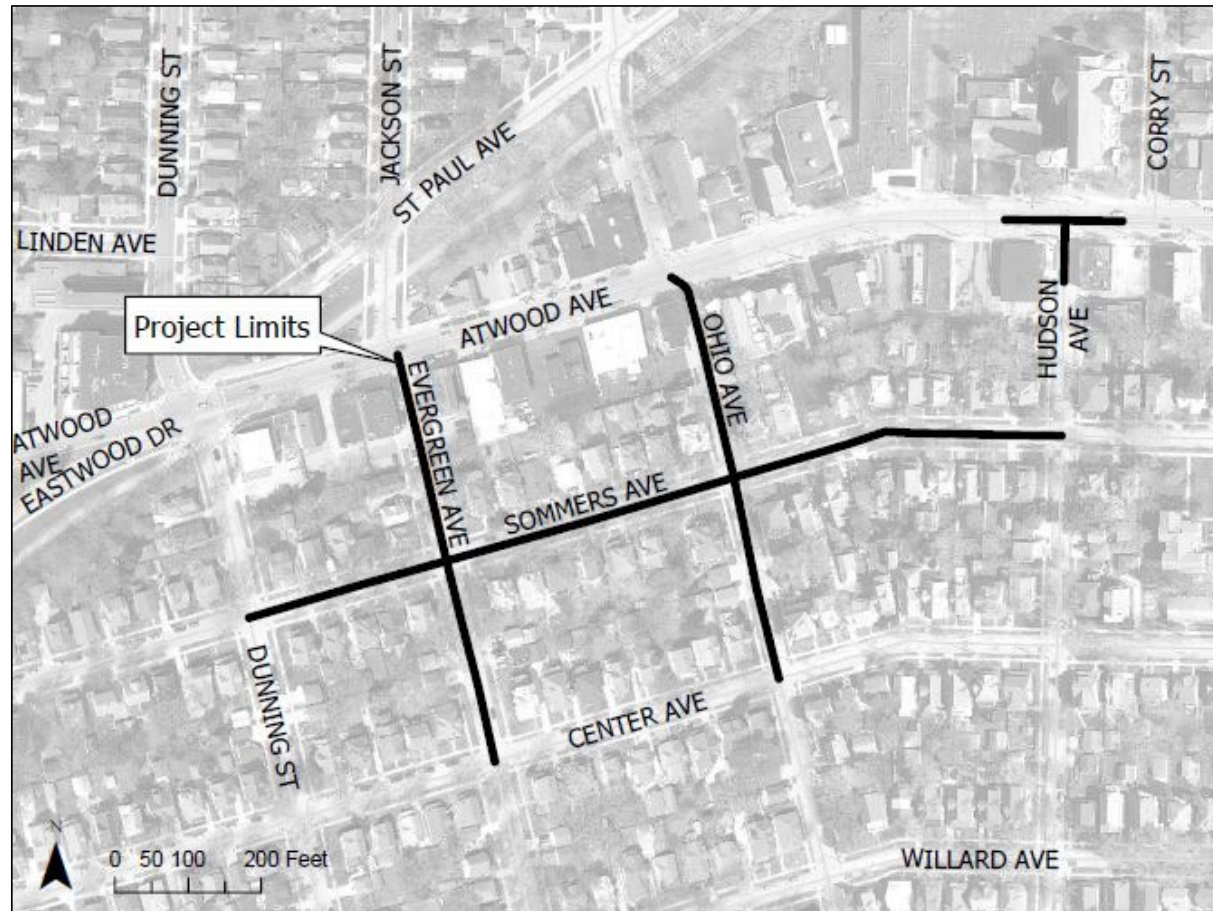 DUNNING ST
JACKSON ST
ST PAUL AVE
CORRY ST
LINDEN AVE
Project Limits
ATWOOD AVE
OHIO AVE
HUDSON
AVE
EVERGREEN AVE
ATWOOD
AVE
EASTWOOD DR
SOMMERS AVE
DUNNING ST
CENTER AVE
WILLARD AVE
N
0 50 100 200 Feet